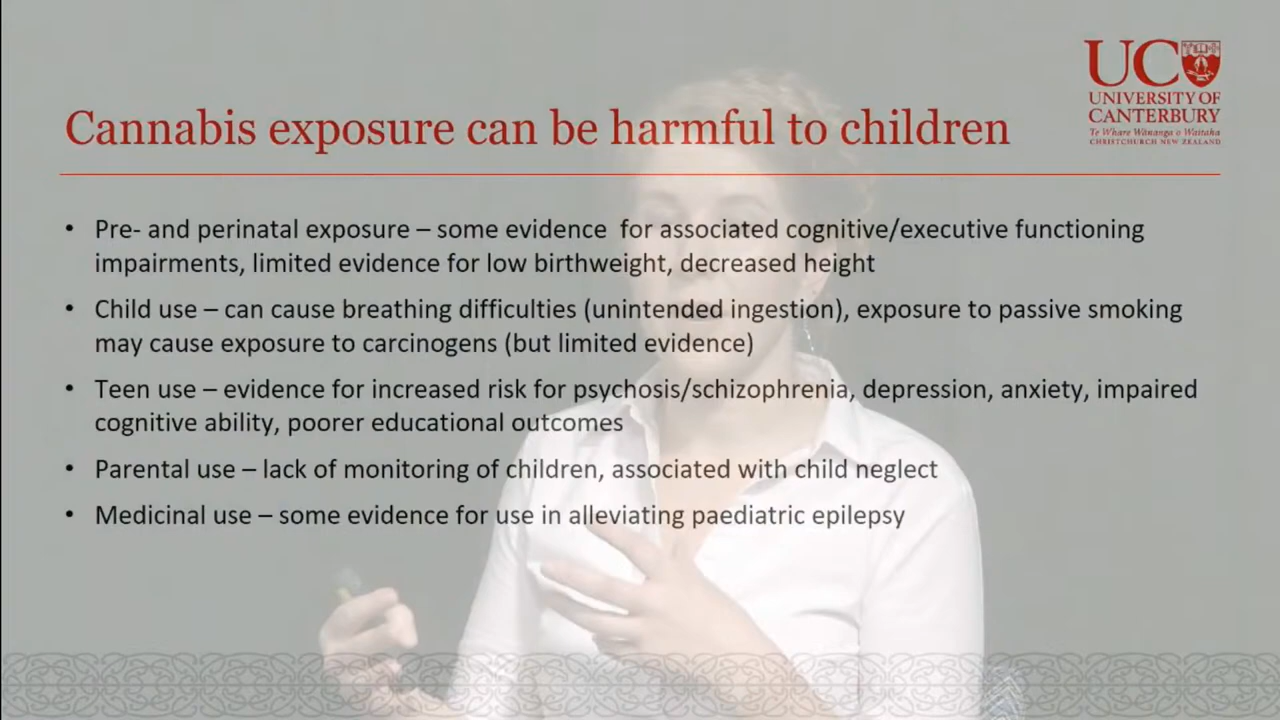 UC
UNIVERSITY OF
CANTERBURY
Te Whare Wānanga o Waitaha
CHRISTCHURCH NEW ZEALAND
Cannabis exposure can be harmful to children
• Pre- and perinatal exposure – some evidence for associated cognitive/executive functioning
impairments, limited evidence for low birthweight, decreased height
• Child use – can cause breathing difficulties (unintended ingestion), exposure to passive smoking
may cause exposure to carcinogens (but limited evidence)
• Teen use – evidence for increased risk for psychosis/schizophrenia, depression, anxiety, impaired
cognitive ability, poorer educational outcomes
• Parental use – lack of monitoring of children, associated with child neglect
• Medicinal use – some evidence for use in alleviating paediatric epilepsy